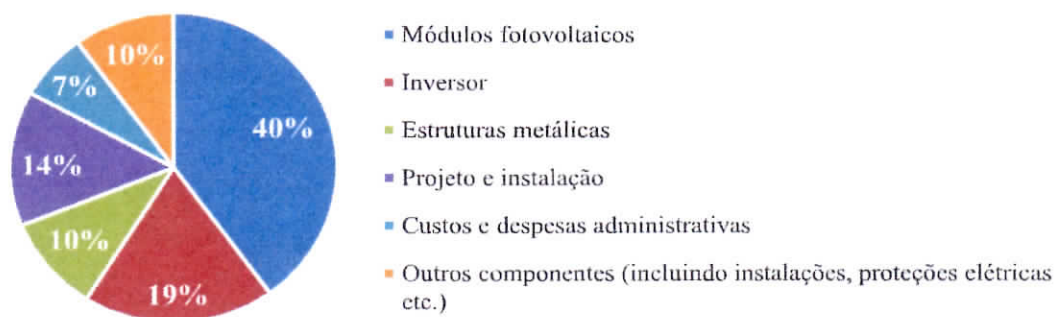 10%
7%
40%
14%
10%
19%
Módulos fotovoltaicos
Inversor
Estruturas metálicas
Projeto e instalação
Custos e despesas administrativas
Outros componentes (incluindo instalações, proteções elétricas
etc.)